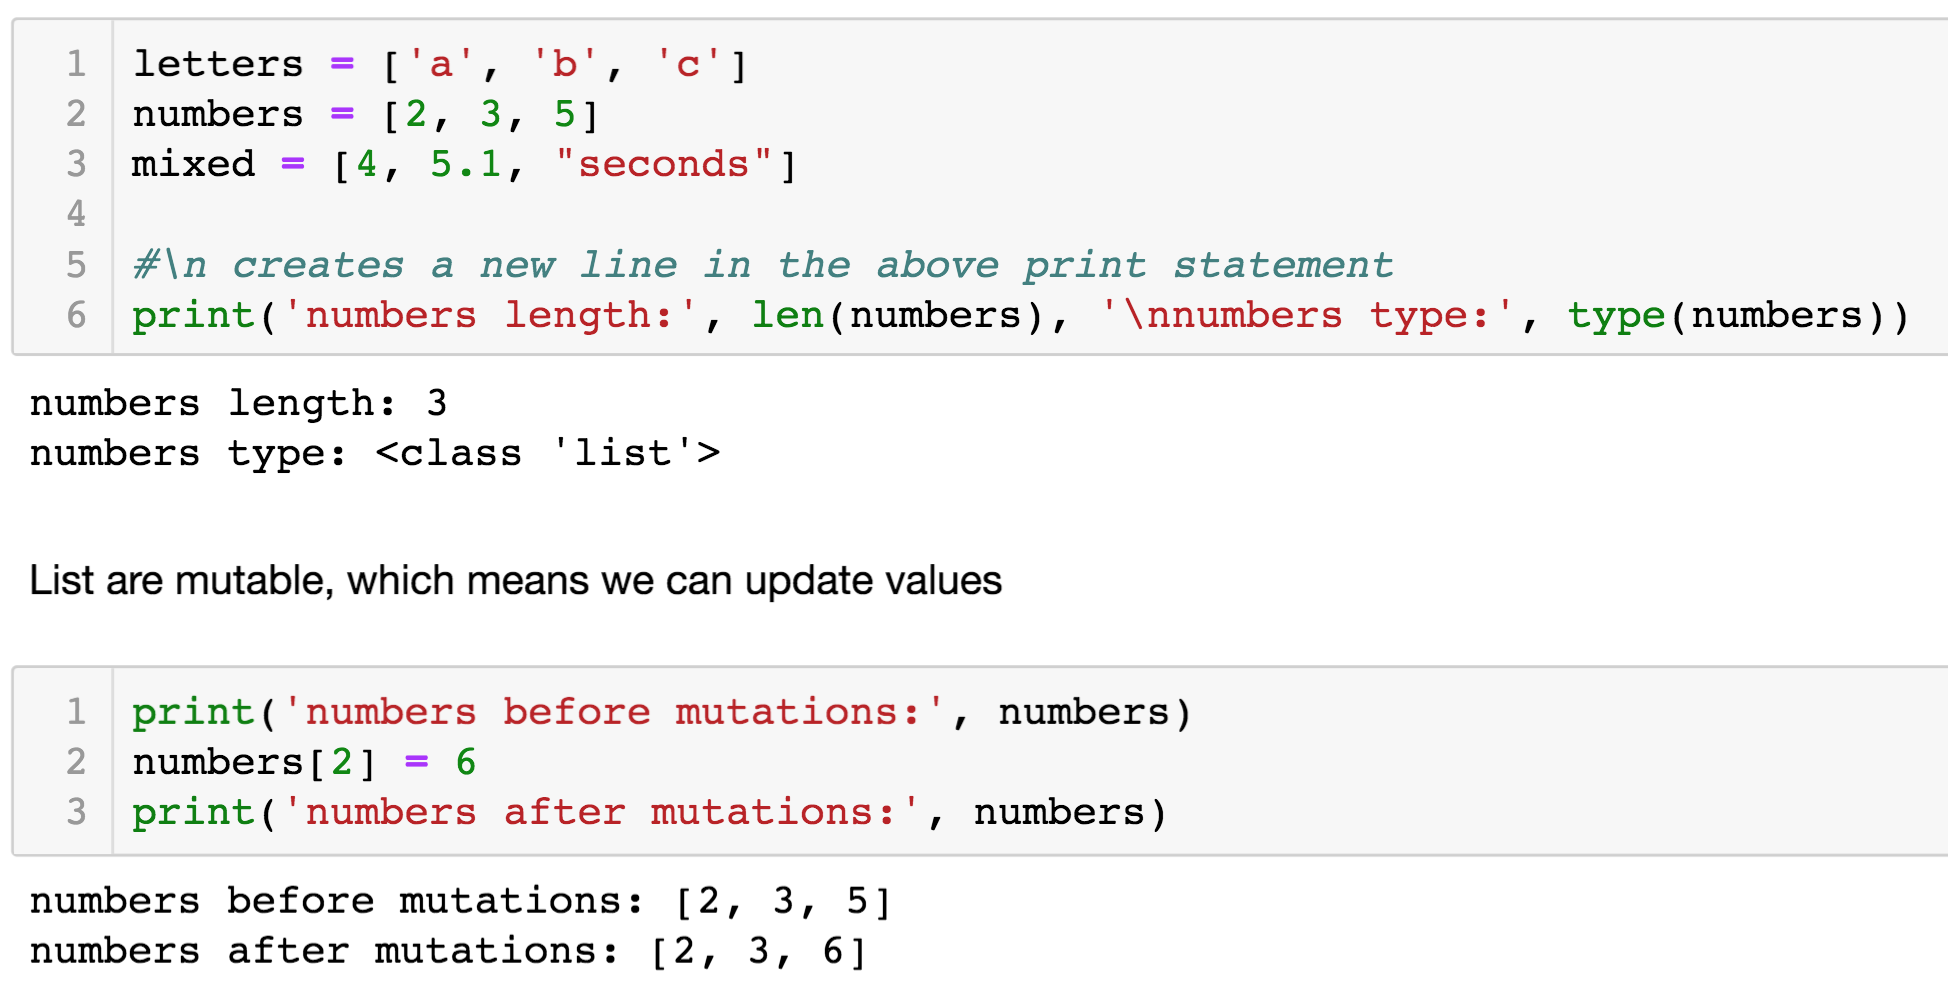 1 letters = ['a', 'b', 'c']
2 numbers = [2, 3, 5]
3 mixed = [4, 5.1, "seconds"]
4
5 #\n creates a new line in the above print statement
6 print('numbers length:', len(numbers), '\nnumbers type:', type(numbers))
numbers length: 3
numbers type: <class 'list'>
List are mutable, which means we can update values
1 print('numbers before mutations:', numbers)
2 numbers[2] = 6
3 print('numbers after mutations:', numbers)
numbers before mutations: [2, 3, 5]
numbers after mutations: [2, 3, 6]